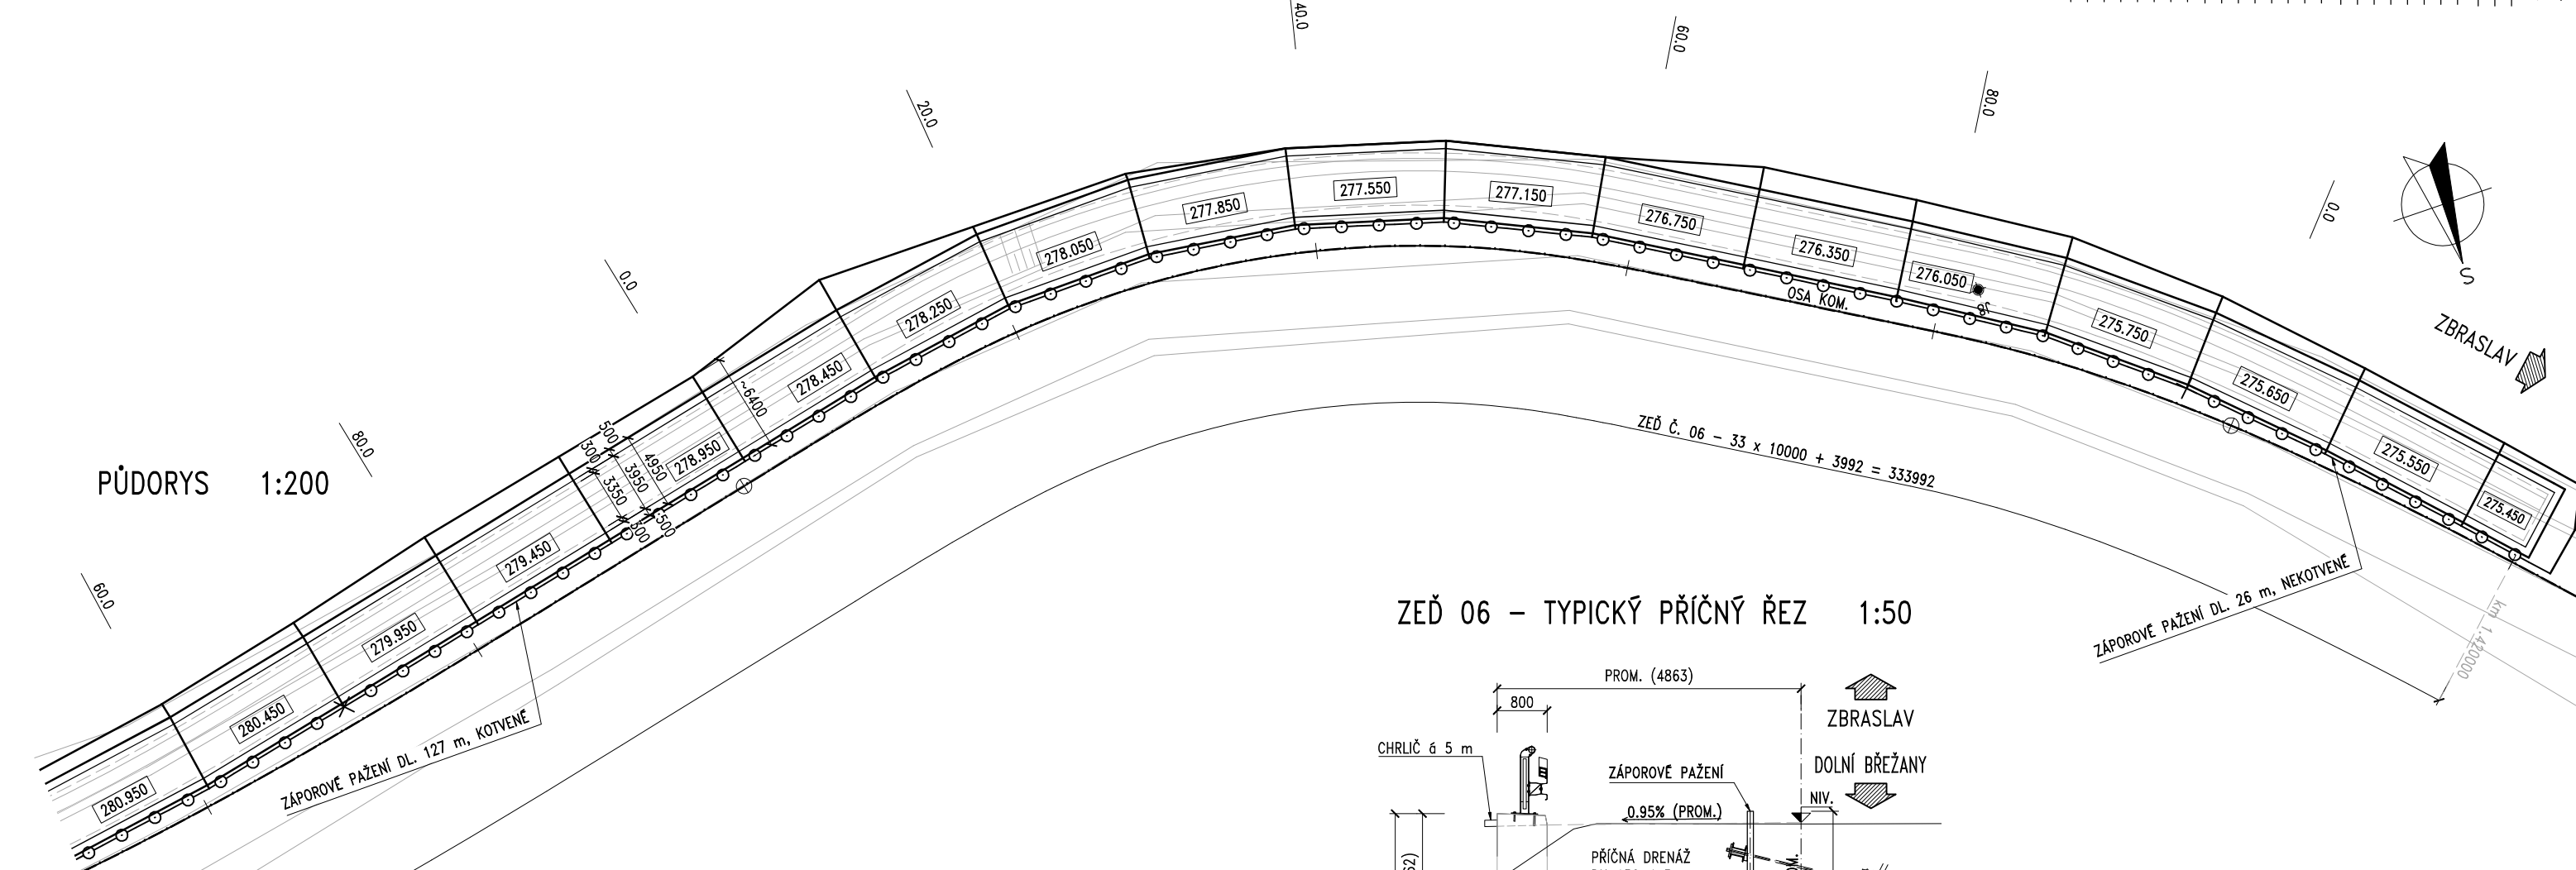 40.0
60.0
80.0
20.0
0.0
0.0
80.0
60.0
S
ZBRASLAV
277.550
277.150
277.850
276.750
278.050
276.350
276.050
278.250
OSA KOM.
275.750
278.450
275.650
~6400
278.950
275.550
500
300
4950
3950
3350
500
500
275.450
279.450
279.950
280.450
280.950
PŮDORYS 1:200
ZEĎ Č. 06 – 33 x 10000 + 3992 = 333992
ZÁPOROVÉ PAŽENÍ DL. 127 m, KOTVENÉ
ZÁPOROVÉ PAŽENÍ DL. 26 m, NEKOTVENÉ
km 1.420000
ZEĎ 06 – TYPICKÝ PŘÍČNÝ ŘEZ 1:50
PROM. (4863)
800
ZBRASLAV
CHRLIČ á 5 m
DOLNÍ BŘEŽANY
ZÁPOROVÉ PAŽENÍ
NIV.
0.95% (PROM.)
PŘÍČNÁ DRENÁŽ